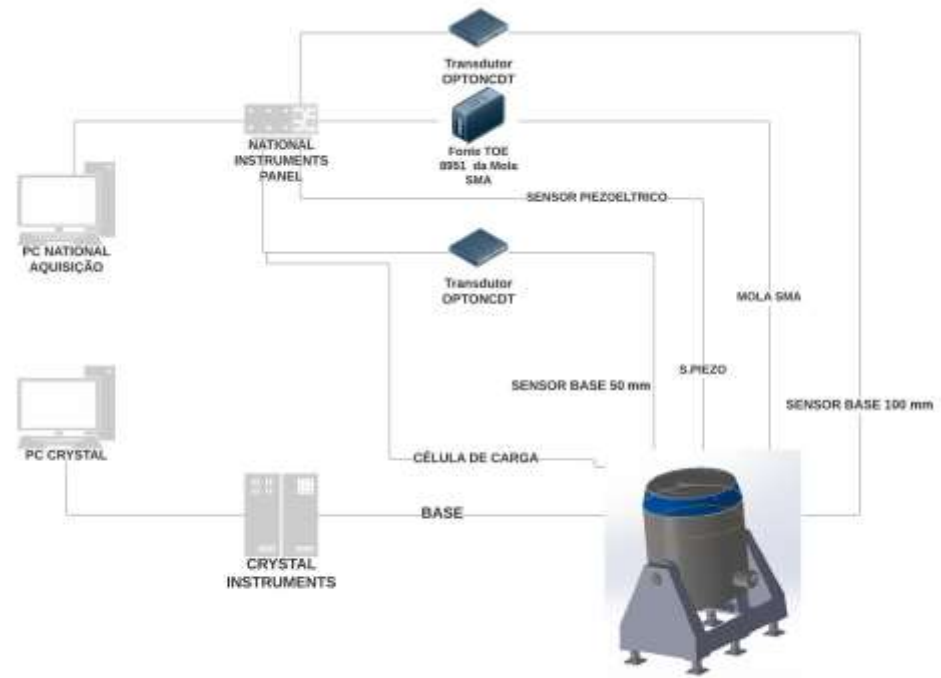 Transdutor
OPTONCDT
NATIONAL
INSTRUMENTS
PANEL
Fonte TOE
8951 da Mola
SMA
SENSOR PIEZOELTRICO
PC NATIONAL
AQUISIÇÃO
Transdutor
OPTONCDT
MOLA SMA
S.PIEZO
SENSOR BASE 50 mm
SENSOR BASE 100 mm
PC CRYSTAL
CÉLULA DE CARGA
BASE
CRYSTAL
INSTRUMENTS